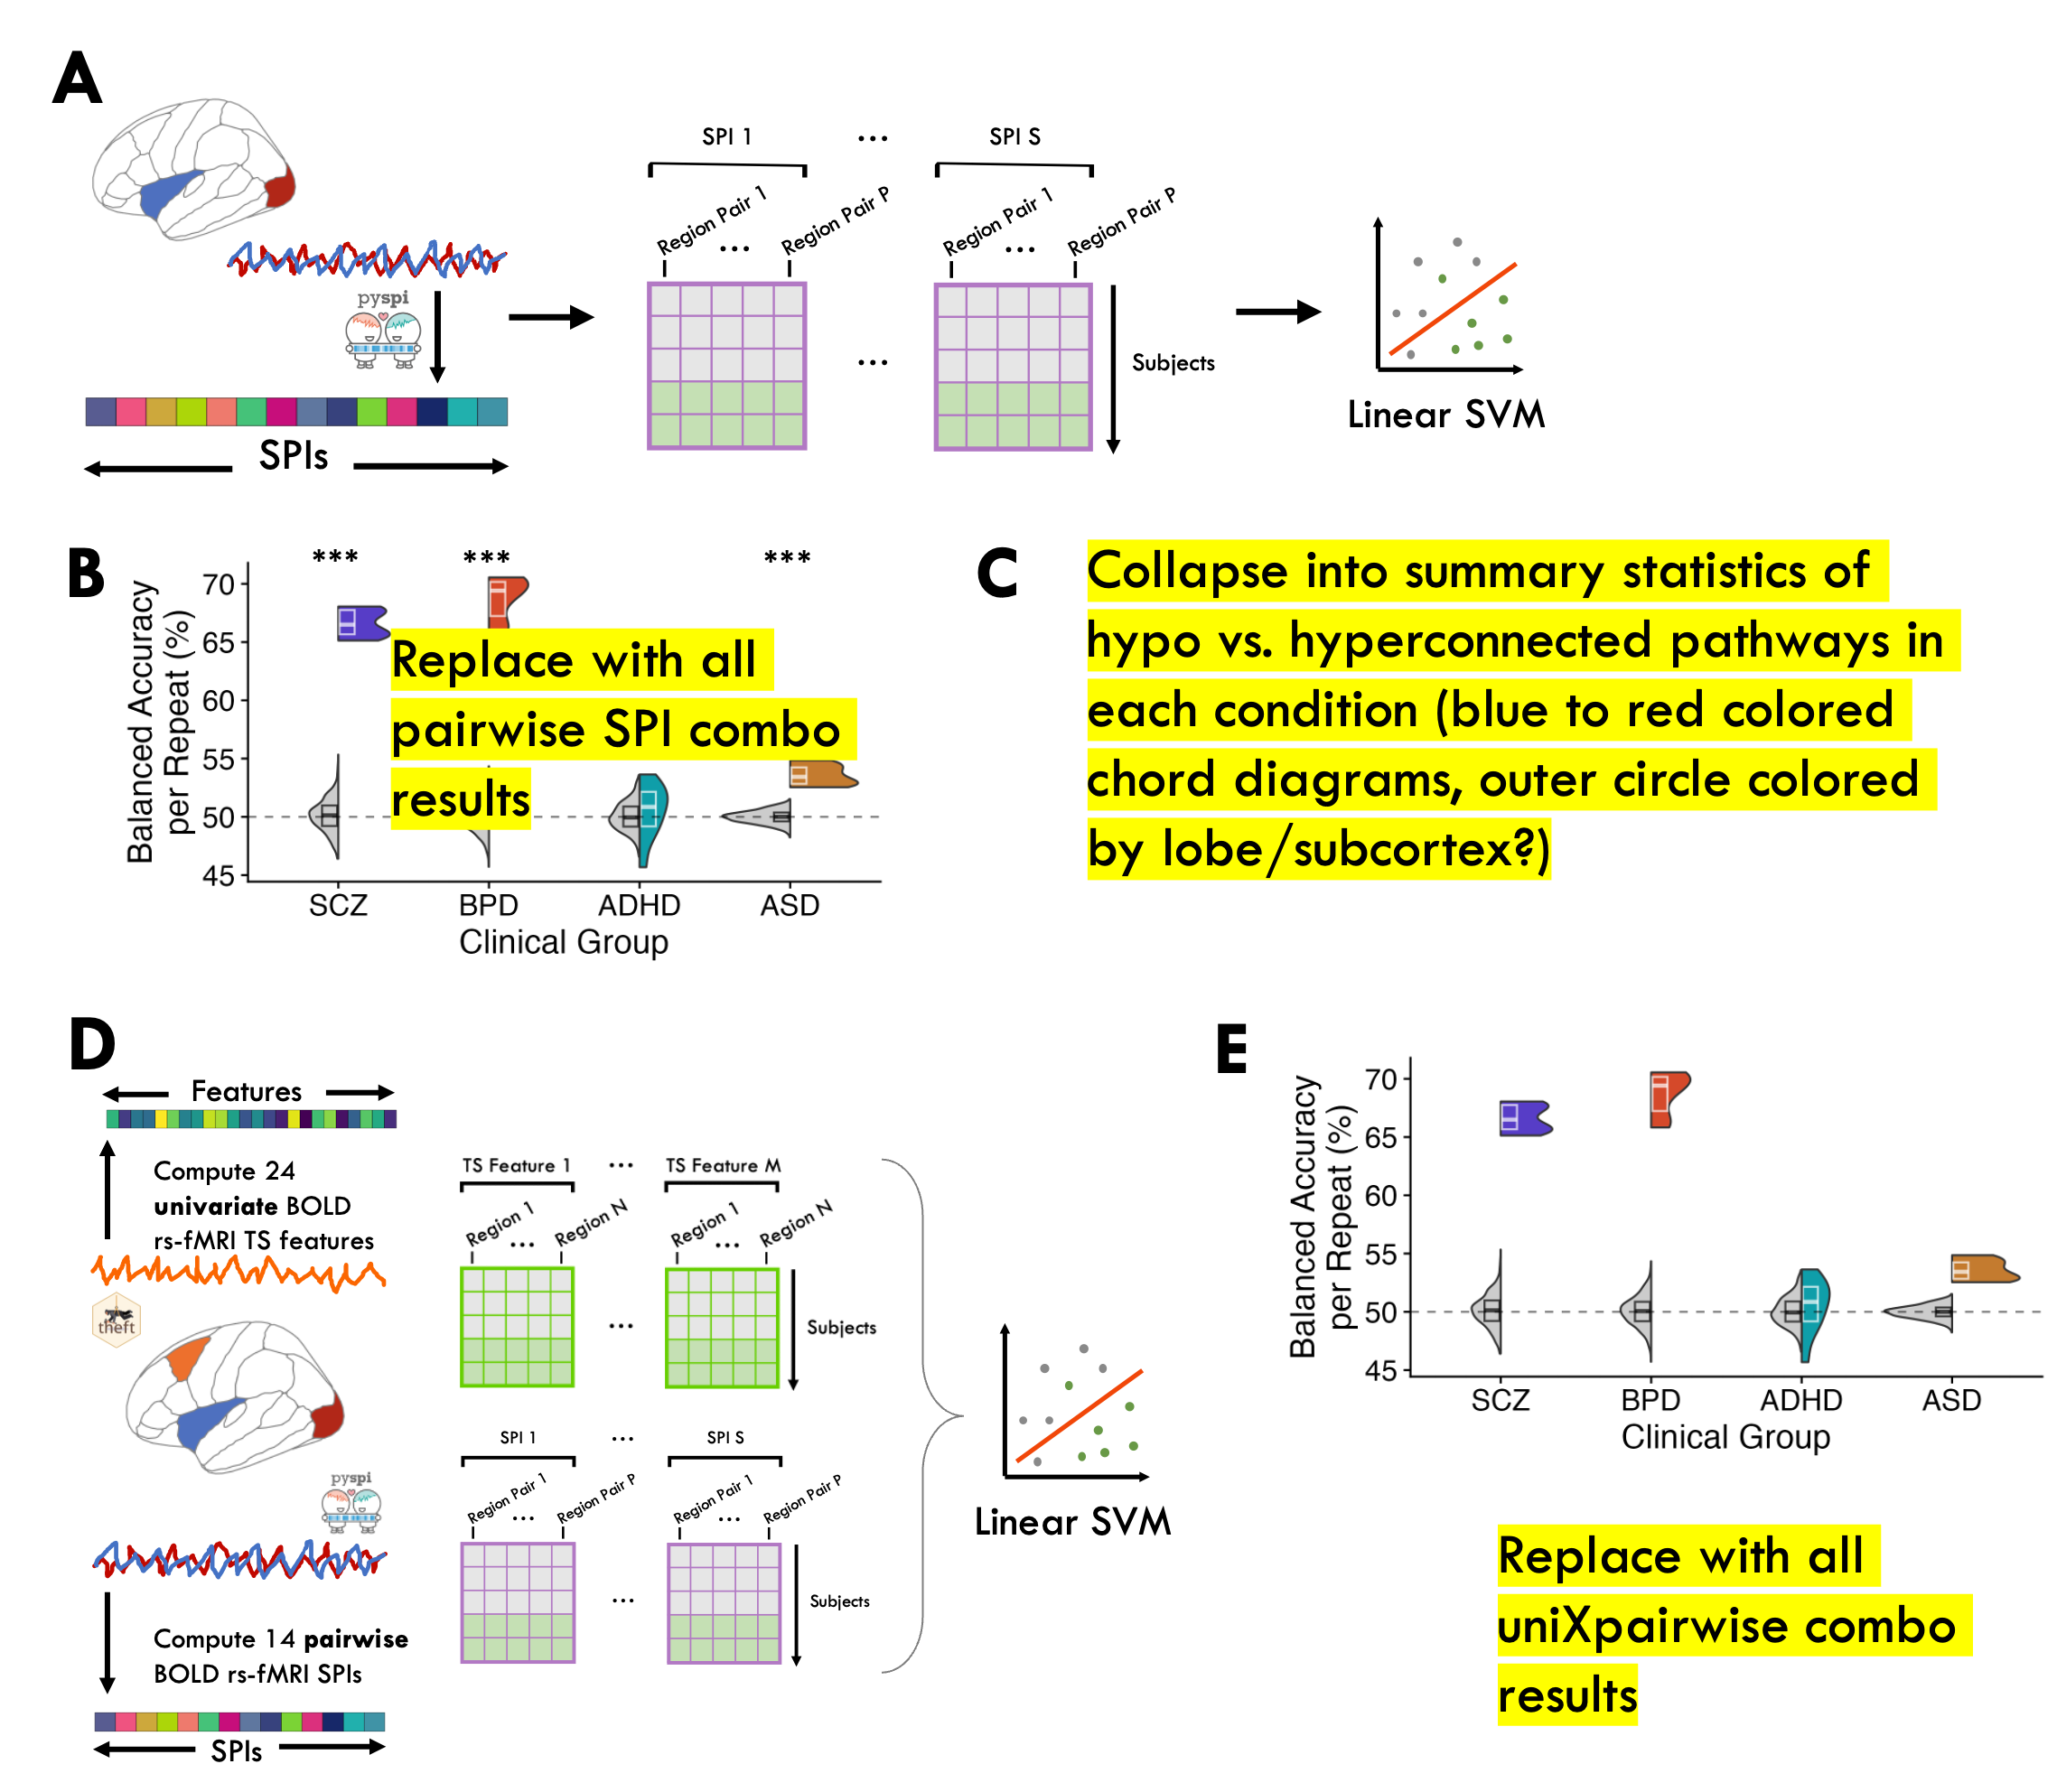 A
SPI 1 ... SPI S
Region Pair 1 ... Region Pair P
Region Pair 1 ... Region Pair P
pyspi
...
Subjects
SPIs
Linear SVM
B
*** *** ***
Balanced Accuracy
per Repeat (%)
70
65
60
55
50
45
SCZ BPD ADHD ASD
Clinical Group
Replace with all
pairwise SPI combo
results
C
Collapse into summary statistics of
hypo vs. hyperconnected pathways in
each condition (blue to red colored
chord diagrams, outer circle colored
by lobe/subcortex?)
D
Features
Compute 24
univariate BOLD
rs-fMRI TS features
theft
pyspi
Compute 14 pairwise
BOLD rs-fMRI SPIs
SPIs
TS Feature 1 ... TS Feature M
Region 1 ... Region N
Region 1 ... Region N
...
Subjects
SPI 1 ... SPI S
Region Pair 1 ... Region Pair P
Region Pair 1 ... Region Pair P
...
Subjects
Linear SVM
E
Balanced Accuracy
per Repeat (%)
70
65
60
55
50
45
SCZ BPD ADHD ASD
Clinical Group
Replace with all
uniXpairwise combo
results